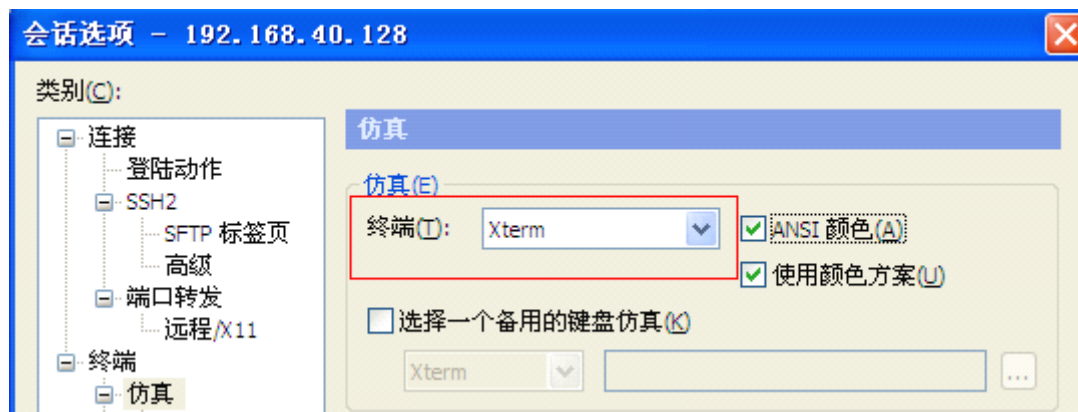 会话选项 - 192.168.40.128
类别(C):
连接
登陆动作
SSH2
SFTP 标签页
高级
端口转发
远程/X11
终端
仿真
仿真
仿真(E)
终端(T): Xterm
ANSI 颜色(A)
使用颜色方案(U)
选择一个备用的键盘仿真(K)
Xterm
...